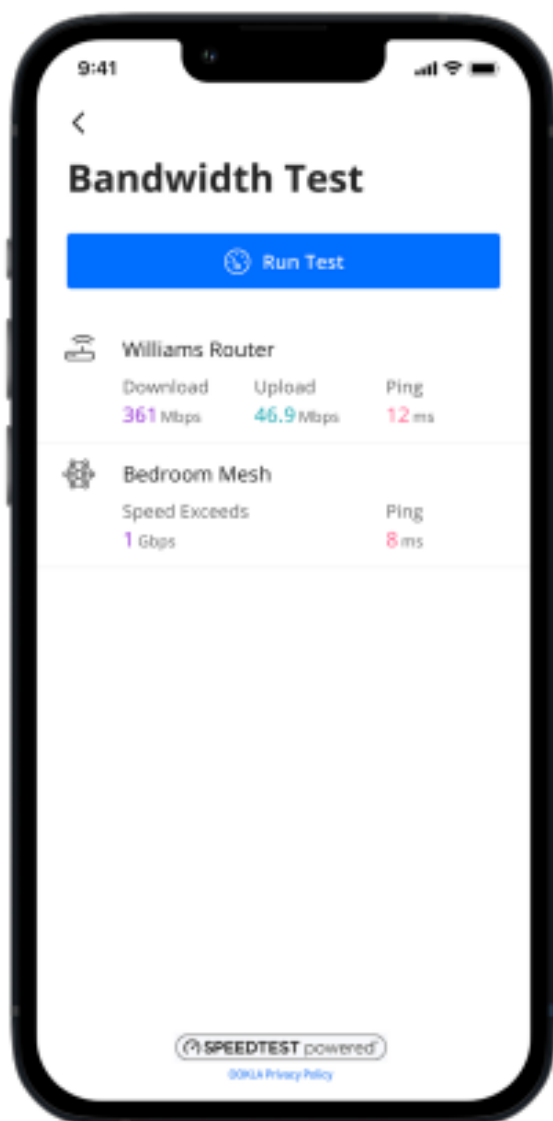 9:41
Bandwidth Test
Run Test
Williams Router
Download Upload Ping
361 Mbps 46.9 Mbps 12 ms
Bedroom Mesh
Speed Exceeds Ping
1 Gbps 8 ms
SPEEDTEST powered
OOKLA Privacy Policy